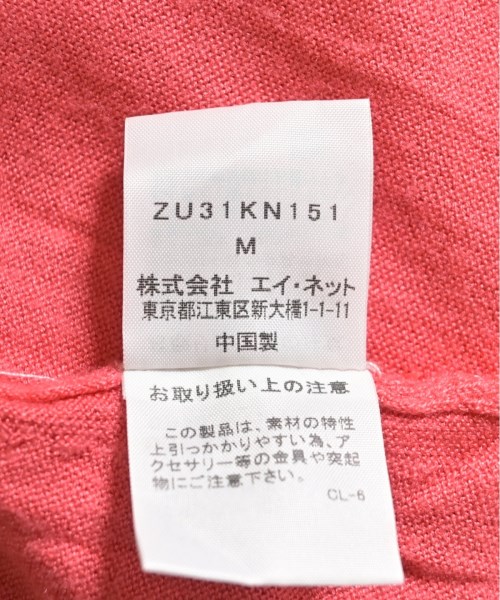 ZU31KN151
M
株式会社 エイ・ネット
東京都江東区新大橋1-1-11
中国製
お取り扱い上の注意
この製品は、素材の特性
上引っかかりやすい為、ア
クセサリー等の金具や突起
物にご注意下さい。
CL-6